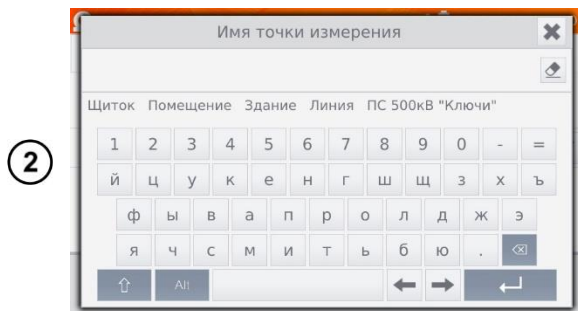 Имя точки измерения
Щиток Помещение Здание Линия ПС 500кВ "Ключи"
2
1 2 3 4 5 6 7 8 9 0 - =
й ц у к е н г ш щ з х ъ
ф ы в а п р о л д ж э
я ч с м и т ь б ю .
Alt